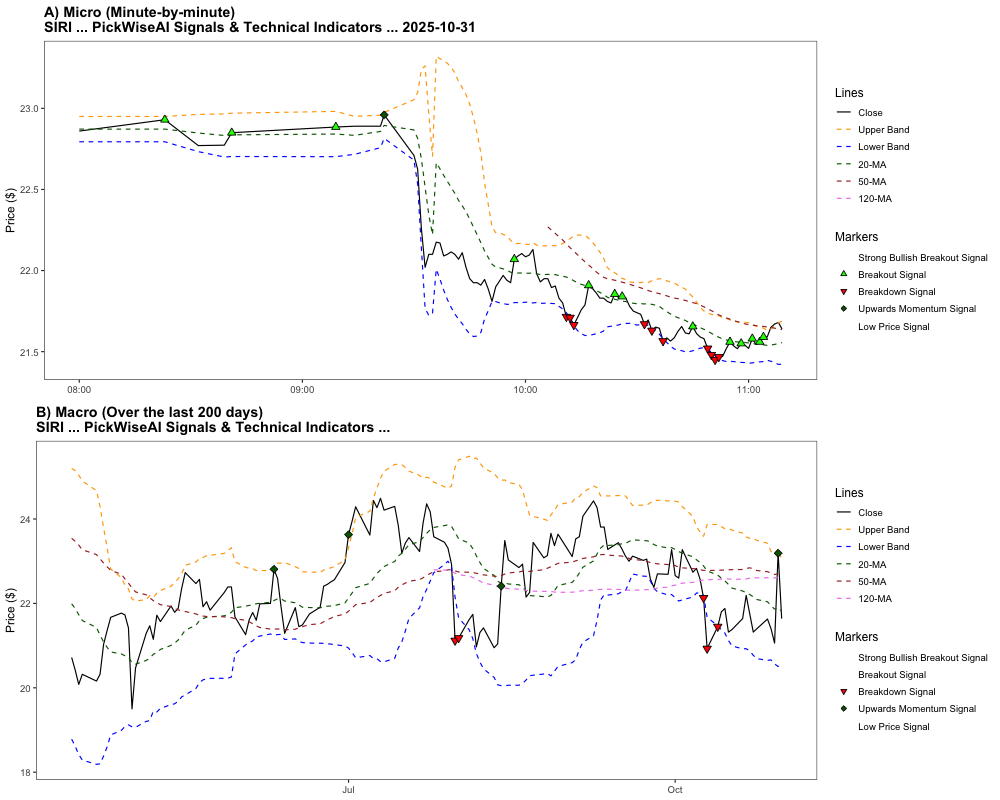 A) Micro (Minute-by-minute)
SIRI ... PickWiseAI Signals & Technical Indicators ... 2025-10-31
Price ($)
23.0
22.5
22.0
21.5
08:00
09:00
10:00
11:00
Lines
Close
Upper Band
Lower Band
20-MA
50-MA
120-MA
Markers
Strong Bullish Breakout Signal
Breakout Signal
Breakdown Signal
Upwards Momentum Signal
Low Price Signal
B) Macro (Over the last 200 days)
SIRI ... PickWiseAI Signals & Technical Indicators ...
Price ($)
24
22
20
18
Jul
Oct
Lines
Close
Upper Band
Lower Band
20-MA
50-MA
120-MA
Markers
Strong Bullish Breakout Signal
Breakout Signal
Breakdown Signal
Upwards Momentum Signal
Low Price Signal